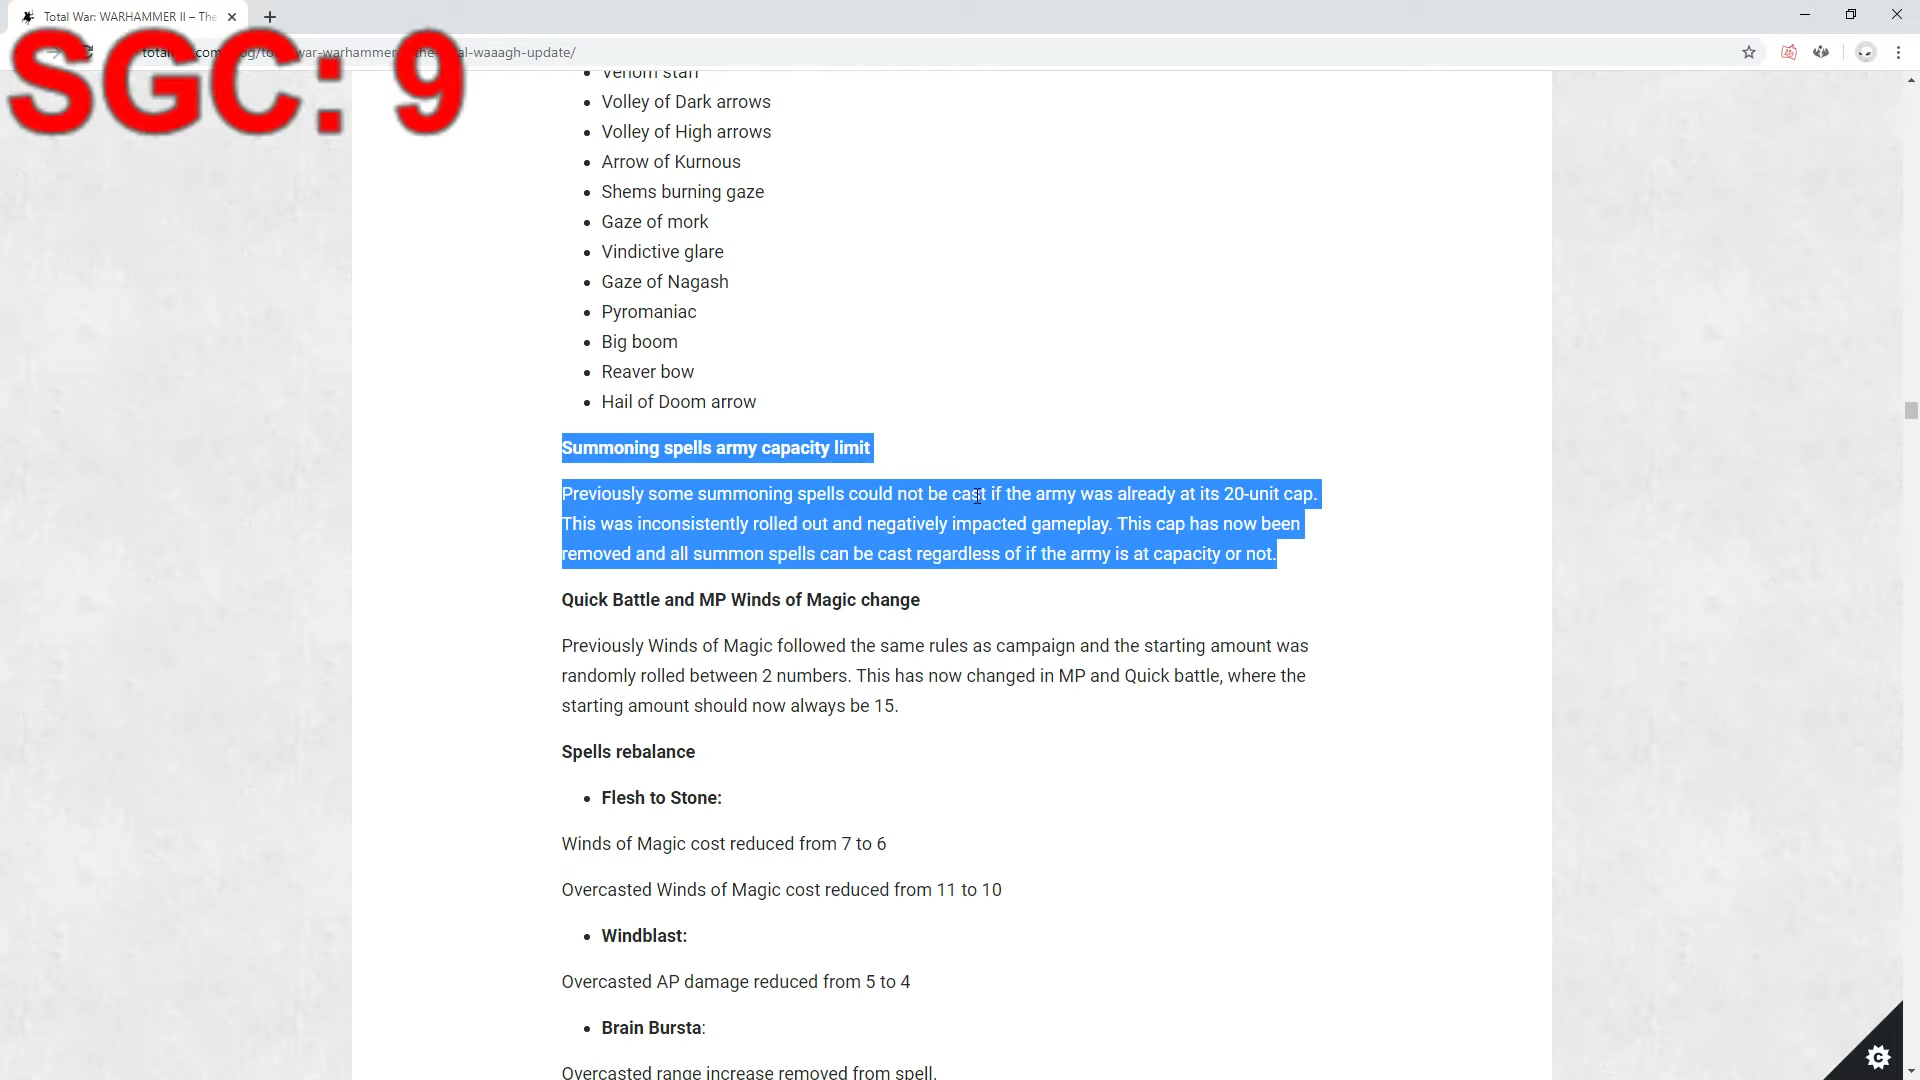 Total War: WARHAMMER II – The
SGC: 9
-waaagh-update/
Venom staff
Volley of Dark arrows
Volley of High arrows
Arrow of Kurnous
Shems burning gaze
Gaze of mork
Vindictive glare
Gaze of Nagash
Pyromaniac
Big boom
Reaver bow
Hail of Doom arrow
Summoning spells army capacity limit
Previously some summoning spells could not be cast if the army was already at its 20-unit cap.
This was inconsistently rolled out and negatively impacted gameplay. This cap has now been
removed and all summon spells can be cast regardless of if the army is at capacity or not.
Quick Battle and MP Winds of Magic change
Previously Winds of Magic followed the same rules as campaign and the starting amount was
randomly rolled between 2 numbers. This has now changed in MP and Quick battle, where the
starting amount should now always be 15.
Spells rebalance
Flesh to Stone:
Winds of Magic cost reduced from 7 to 6
Overcasted Winds of Magic cost reduced from 11 to 10
Windblast:
Overcasted AP damage reduced from 5 to 4
Brain Bursta:
Overcasted range increase removed from spell.